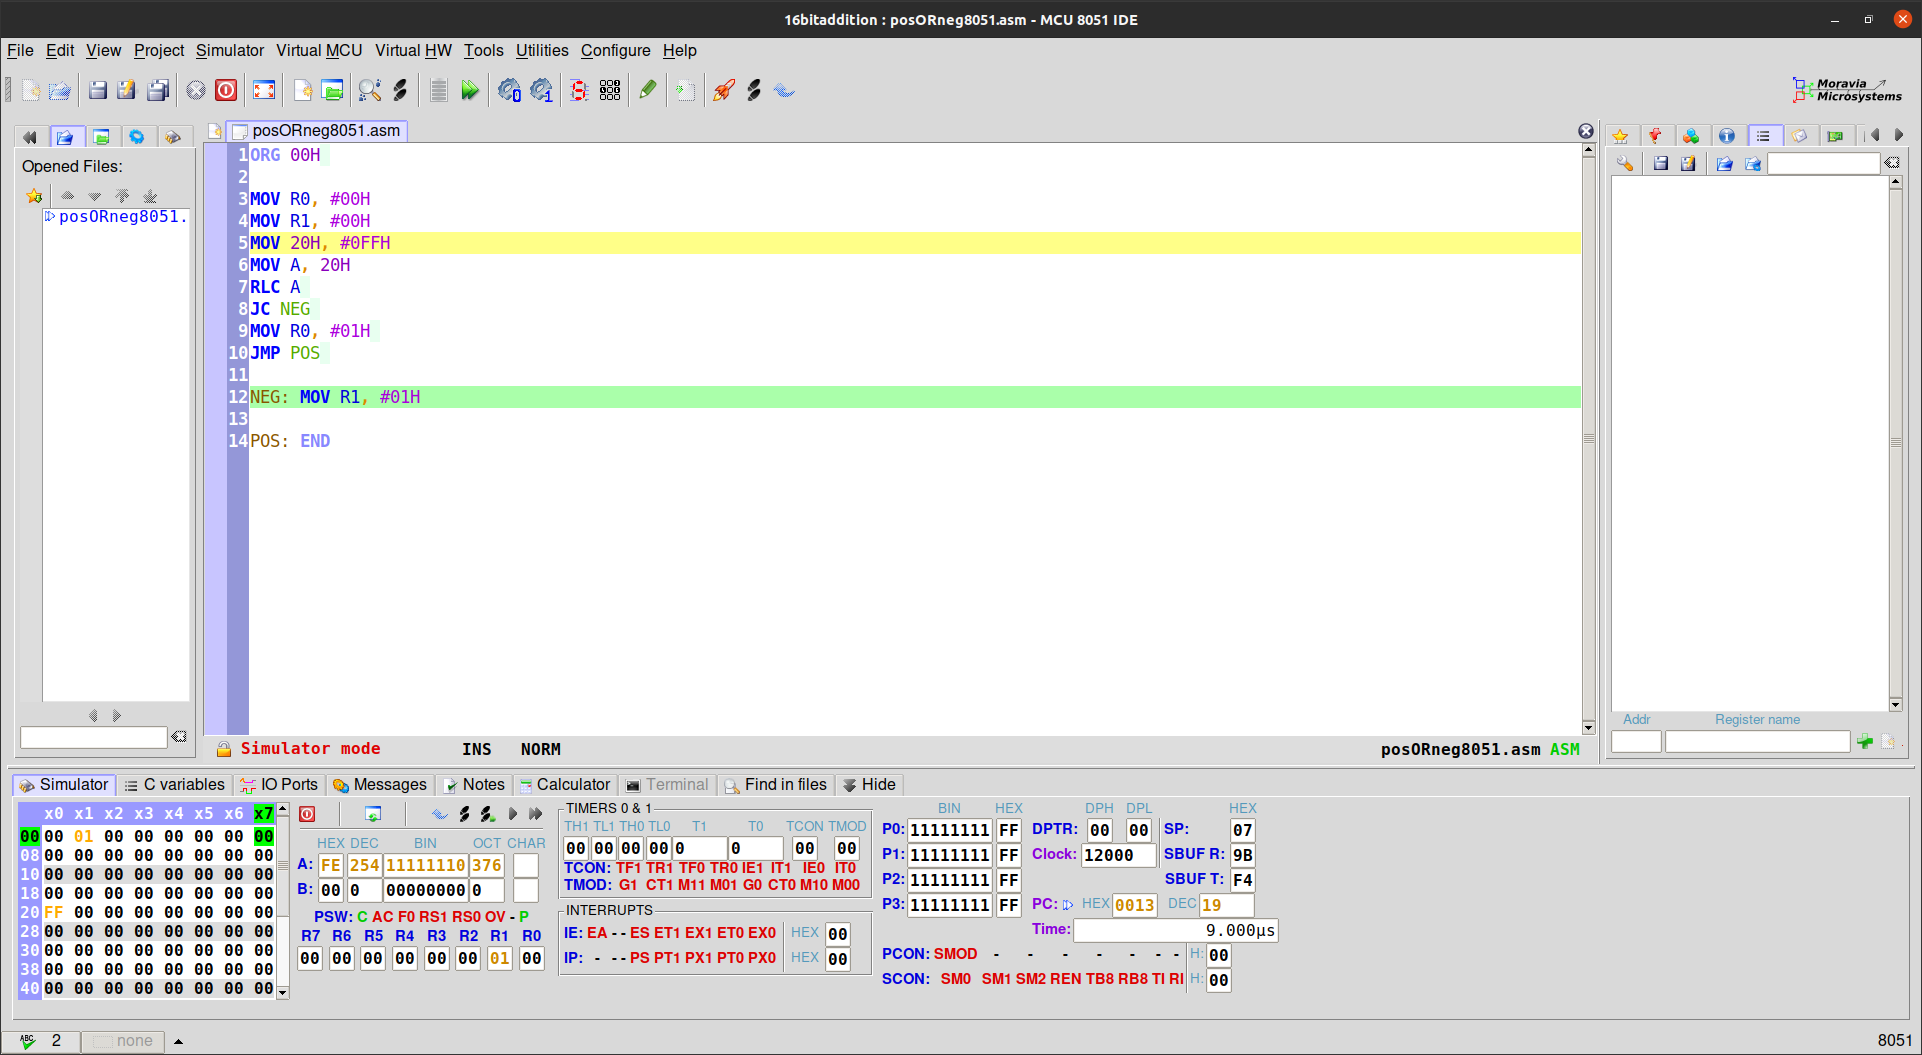 16bitaddition : posORneg8051.asm - MCU 8051 IDE
File Edit View Project Simulator Virtual MCU Virtual HW Tools Utilities Configure Help
Moravia
Microsystems
posORneg8051.asm
Opened Files:
posORneg8051.
1 ORG 00H
2
3 MOV R0, #00H
4 MOV R1, #00H
5 MOV 20H, #0FFH
6 MOV A, 20H
7 RLC A
8 JC NEG
9 MOV R0, #01H
10 JMP POS
11
12 NEG: MOV R1, #01H
13
14 POS: END
Addr Register name
Simulator mode INS NORM posORneg8051.asm ASM
Simulator C variables IO Ports Messages Notes Calculator Terminal Find in files Hide
x0 x1 x2 x3 x4 x5 x6 x7
00 00 01 00 00 00 00 00 00
08 00 00 00 00 00 00 00 00
10 00 00 00 00 00 00 00 00
18 00 00 00 00 00 00 00 00
20 FF 00 00 00 00 00 00 00
28 00 00 00 00 00 00 00 00
30 00 00 00 00 00 00 00 00
38 00 00 00 00 00 00 00 00
40 00 00 00 00 00 00 00 00
HEX DEC BIN OCT CHAR
A: FE 254 11111110 376
B: 00 0 00000000 0
PSW: C AC F0 RS1 RS0 OV - P
R7 R6 R5 R4 R3 R2 R1 R0
00 00 00 00 00 00 01 00
TIMERS 0 & 1
TH1 TL1 TH0 TL0 T1 T0 TCON TMOD
00 00 00 00 0 0 00 00
TCON: TF1 TR1 TF0 TR0 IE1 IT1 IE0 IT0
TMOD: G1 CT1 M11 M01 G0 CT0 M10 M00
INTERRUPTS
IE: EA - - ES ET1 EX1 ET0 EX0 HEX 00
IP: - - - PS PT1 PX1 PT0 PX0 HEX 00
BIN HEX
P0: 11111111 FF
P1: 11111111 FF
P2: 11111111 FF
P3: 11111111 FF
DPH DPL HEX
DPTR: 00 00 SP: 07
Clock: 12000 SBUF R: 9B
SBUF T: F4
PC: HEX 0013 DEC 19
Time: 9.000µs
PCON: SMOD - - - - - - - H: 00
SCON: SM0 SM1 SM2 REN TB8 RB8 TI RI H: 00
ABC 2 none 8051